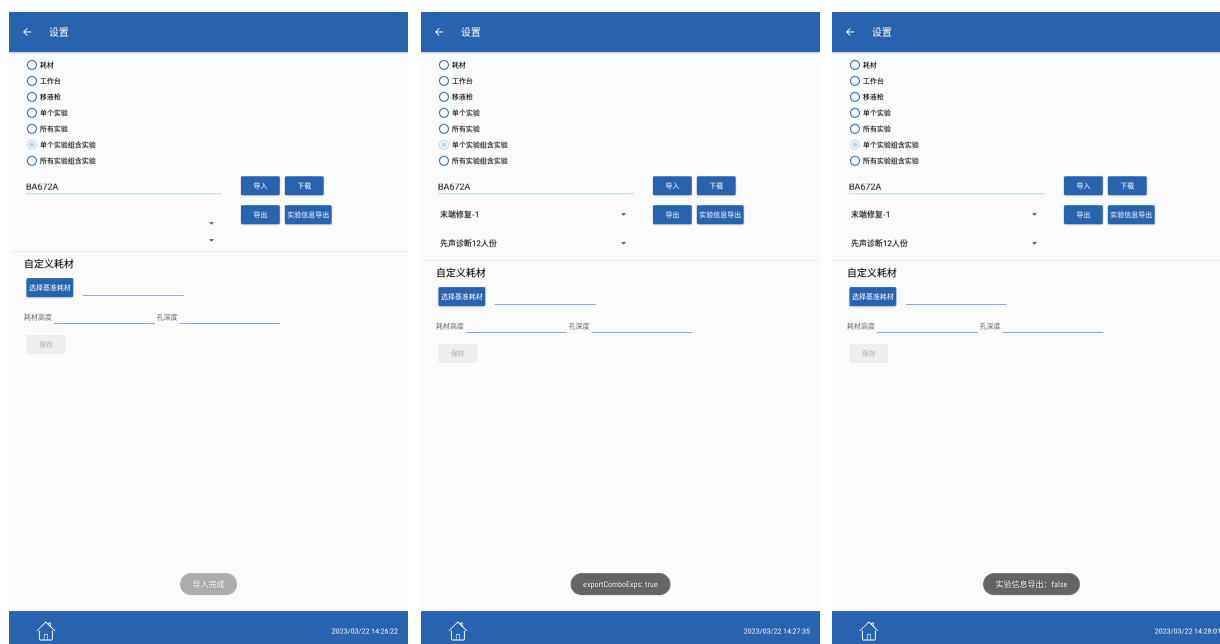 ← 设置
耗材
工作台
移液枪
单个实验
所有实验
单个实验组含实验
所有实验组含实验
BA672A
导入 下载
导出 实验信息导出
自定义耗材
选择基准耗材
耗材高度 孔深度
保存
导入完成
2023/03/22 14:26:22
← 设置
耗材
工作台
移液枪
单个实验
所有实验
单个实验组含实验
所有实验组含实验
BA672A 导入 下载
末端修复-1 导出 实验信息导出
先声诊断12人份
自定义耗材
选择基准耗材
耗材高度 孔深度
保存
exportComboExps: true
2023/03/22 14:27:35
← 设置
耗材
工作台
移液枪
单个实验
所有实验
单个实验组含实验
所有实验组含实验
BA672A 导入 下载
末端修复-1 导出 实验信息导出
先声诊断12人份
自定义耗材
选择基准耗材
耗材高度 孔深度
保存
实验信息导出：false
2023/03/22 14:28:01